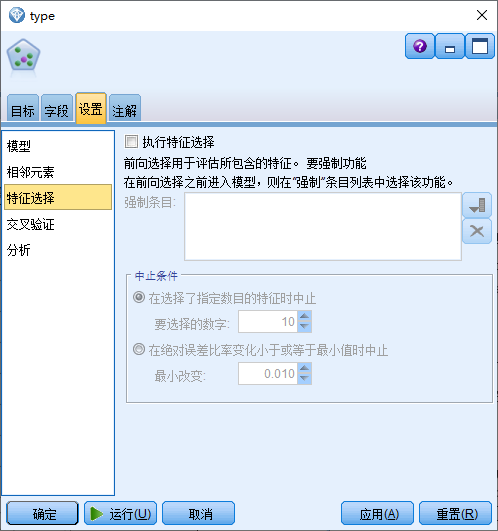 type
目标 字段 设置 注解
模型
相邻元素
特征选择
交叉验证
分析
执行特征选择
前向选择用于评估所包含的特征。 要强制功能
在前向选择之前进入模型，则在"强制"条目列表中选择该功能。
强制条目:
中止条件
在选择了指定数目的特征时中止
要选择的数字: 10
在绝对误差比率变化小于或等于最小值时中止
最小改变: 0.010
确定 运行(U) 取消 应用(A) 重置(R)